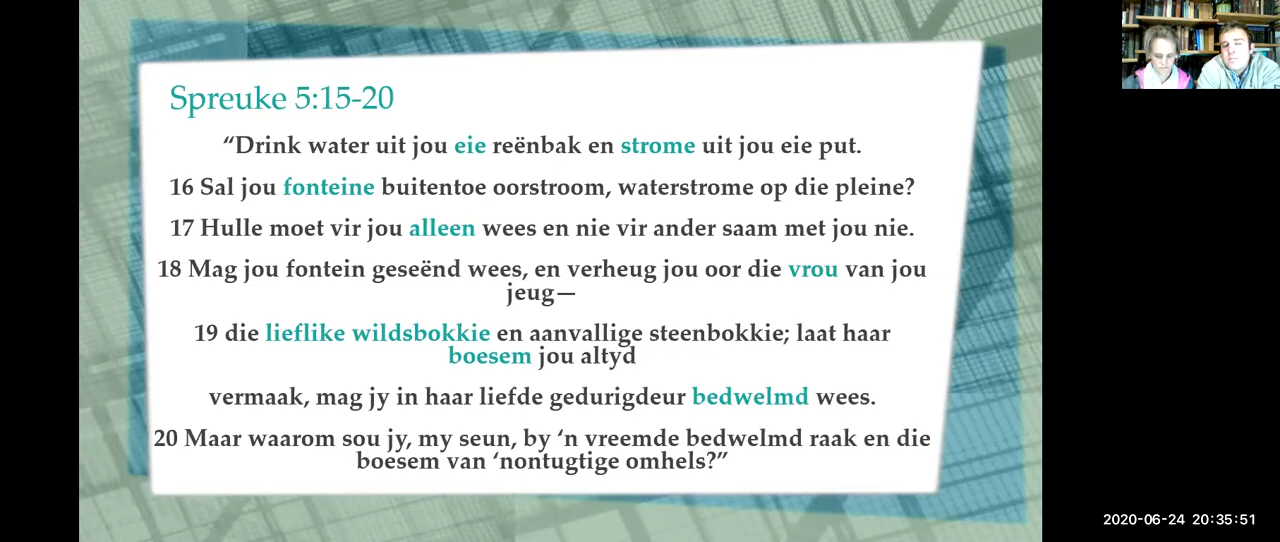 Spreuke 5:15-20
“Drink water uit jou eie reënbak en strome uit jou eie put.
16 Sal jou fonteine buitentoe oorstroom, waterstrome op die pleine?
17 Hulle moet vir jou alleen wees en nie vir ander saam met jou nie.
18 Mag jou fontein geseënd wees, en verheug jou oor die vrou van jou
jeug—
19 die lieflike wildsbokkie en aanvallige steenbokkie; laat haar
boesem jou altyd
vermaak, mag jy in haar liefde gedurigdeur bedwelmd wees.
20 Maar waarom sou jy, my seun, by ‘n vreemde bedwelmd raak en die
boesem van ‘nontugtige omhels?”
2020-06-24 20:35:51